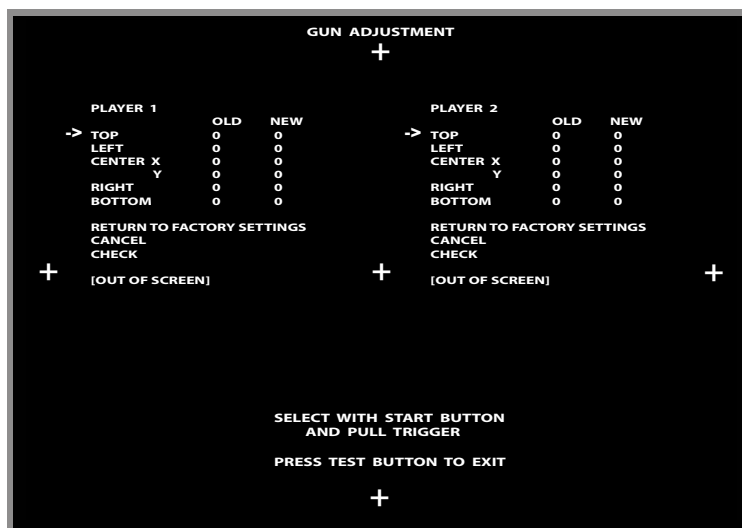 GUN ADJUSTMENT
PLAYER 1
OLD NEW
-> TOP 0 0
LEFT 0 0
CENTER X 0 0
Y 0 0
RIGHT 0 0
BOTTOM 0 0
RETURN TO FACTORY SETTINGS
CANCEL
CHECK
[OUT OF SCREEN]
PLAYER 2
OLD NEW
-> TOP 0 0
LEFT 0 0
CENTER X 0 0
Y 0 0
RIGHT 0 0
BOTTOM 0 0
RETURN TO FACTORY SETTINGS
CANCEL
CHECK
[OUT OF SCREEN]
SELECT WITH START BUTTON
AND PULL TRIGGER
PRESS TEST BUTTON TO EXIT